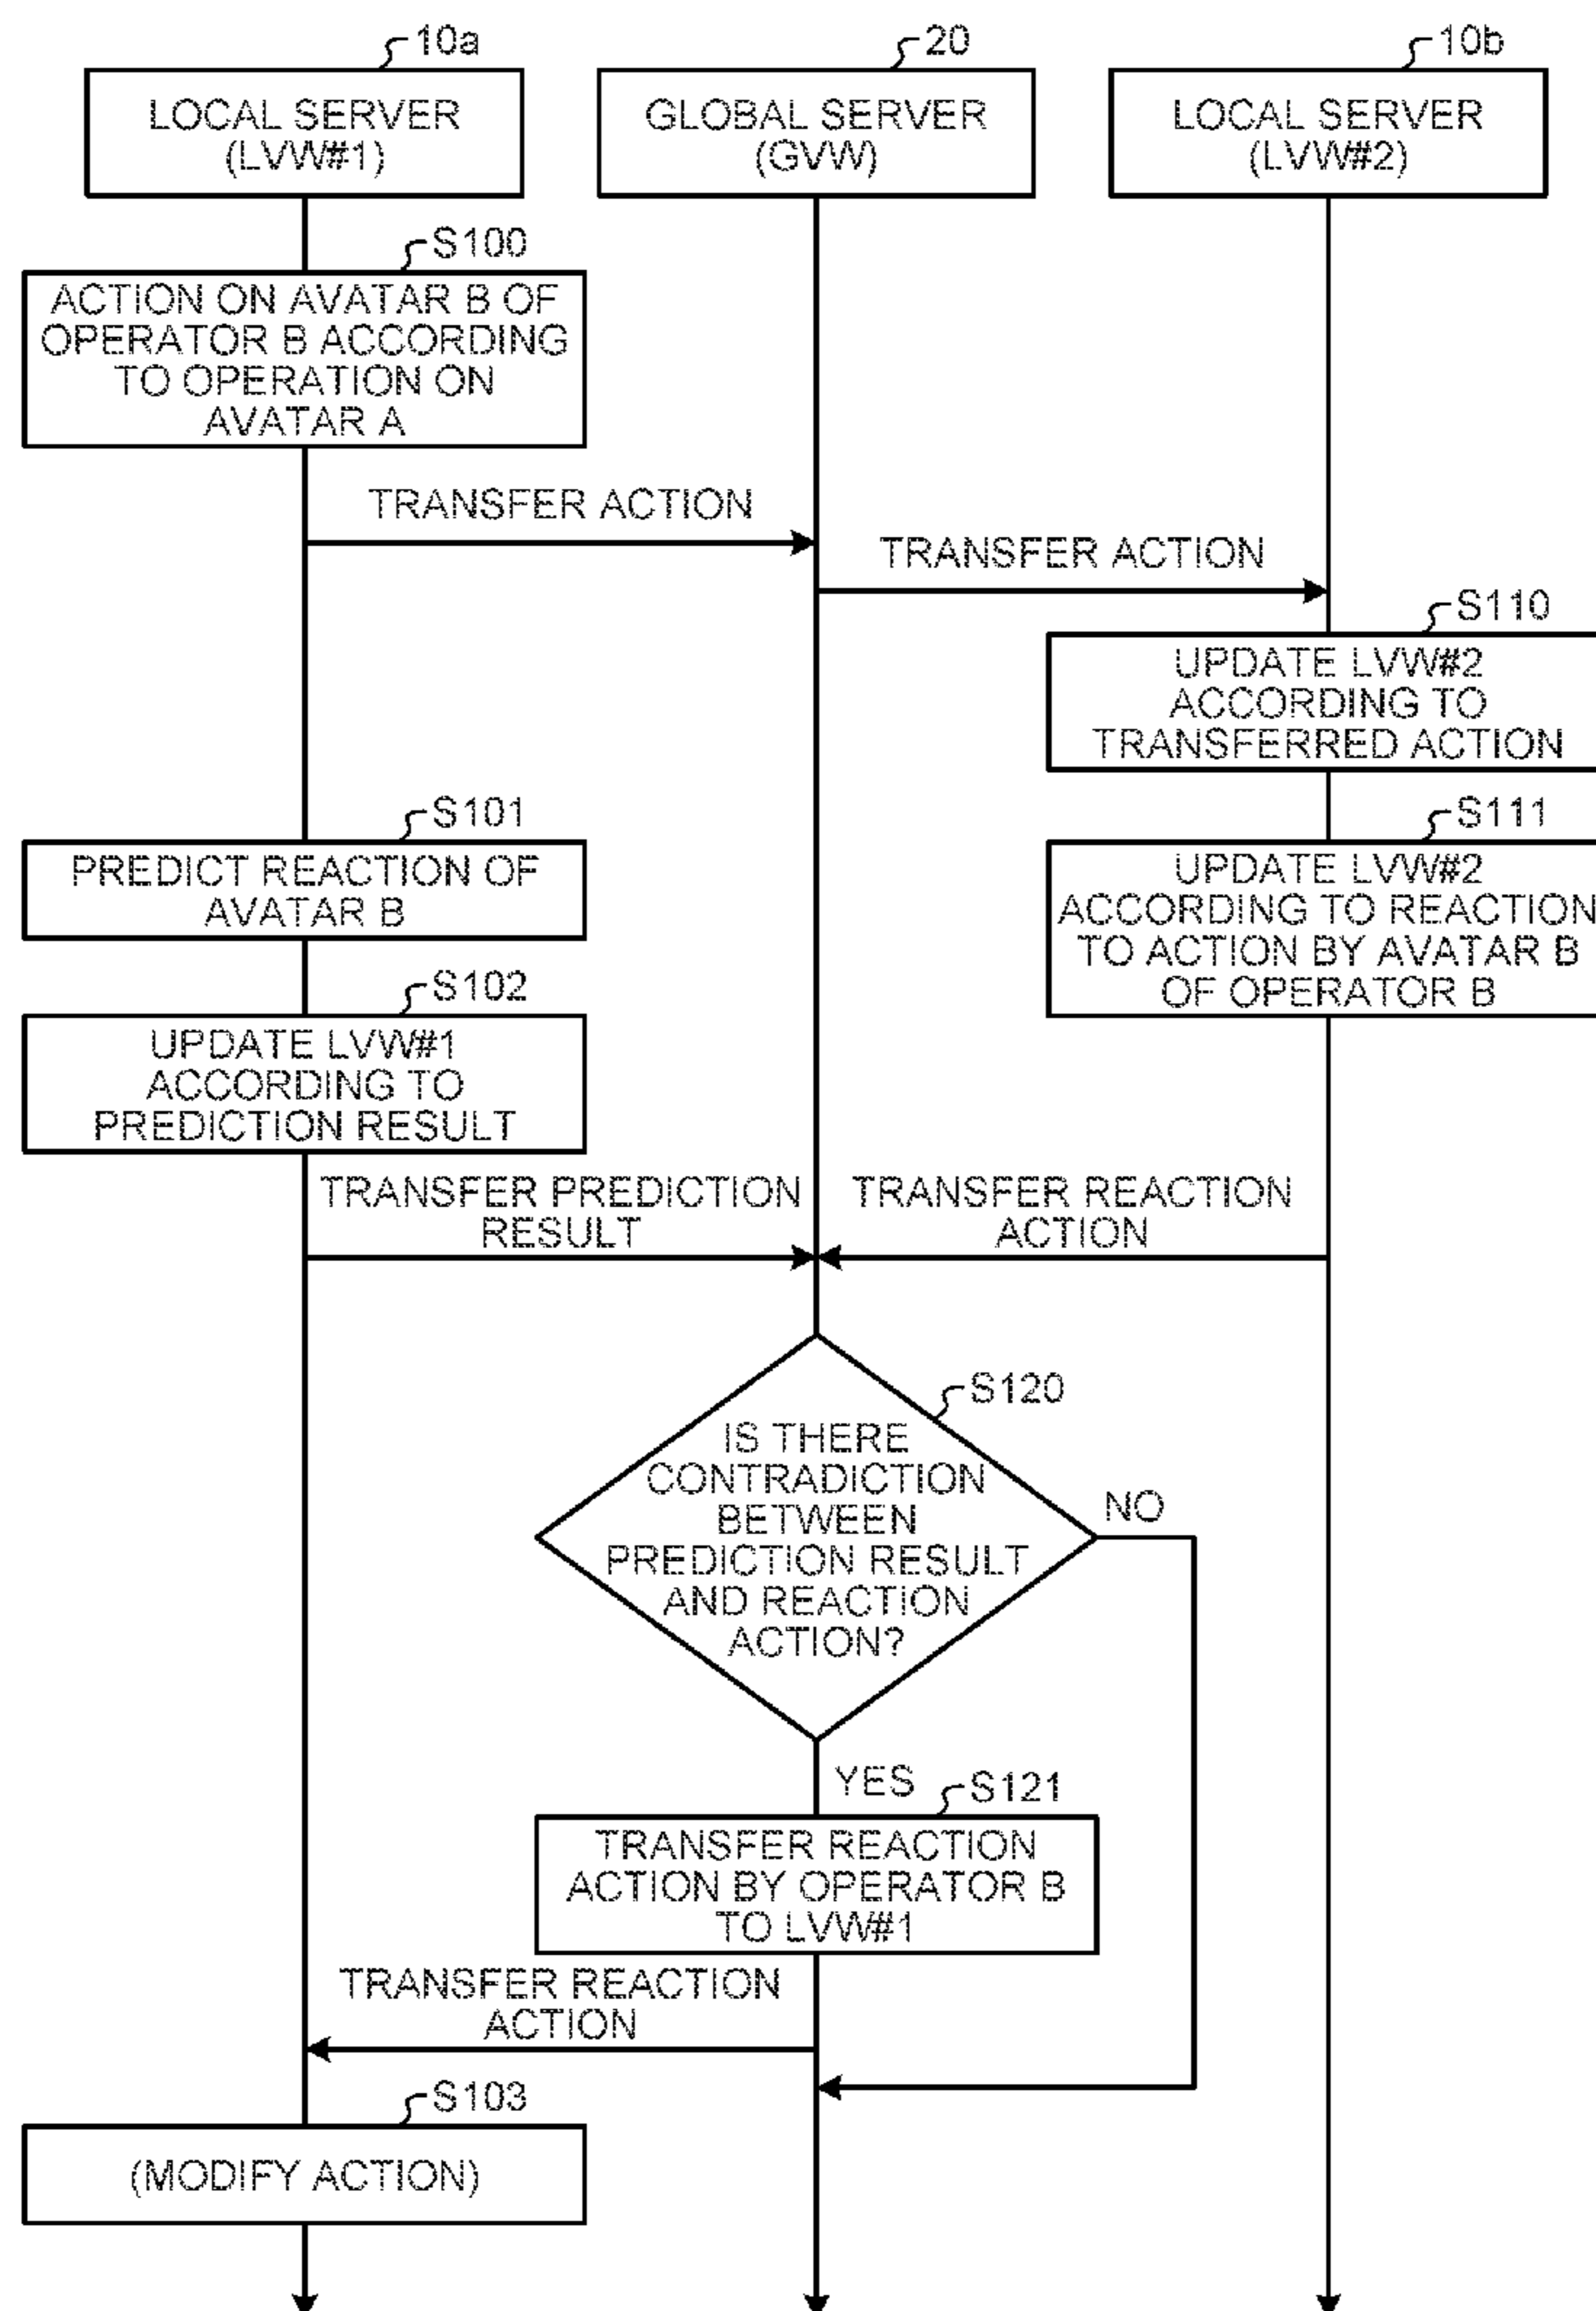 10a
20
10b
LOCAL SERVER
(LVW#1)
GLOBAL SERVER
(GVW)
LOCAL SERVER
(LVW#2)
S100
ACTION ON AVATAR B OF
OPERATOR B ACCORDING
TO OPERATION ON
AVATAR A
TRANSFER ACTION
TRANSFER ACTION
S110
UPDATE LVW#2
ACCORDING TO
TRANSFERRED ACTION
S101
PREDICT REACTION OF
AVATAR B
S111
UPDATE LVW#2
ACCORDING TO REACTION
TO ACTION BY AVATAR B
OF OPERATOR B
S102
UPDATE LVW#1
ACCORDING TO
PREDICTION RESULT
TRANSFER PREDICTION
RESULT
TRANSFER REACTION
ACTION
S120
IS THERE
CONTRADICTION
BETWEEN
PREDICTION RESULT
AND REACTION
ACTION?
NO
YES
S121
TRANSFER REACTION
ACTION BY OPERATOR B
TO LVW#1
TRANSFER REACTION
ACTION
S103
(MODIFY ACTION)